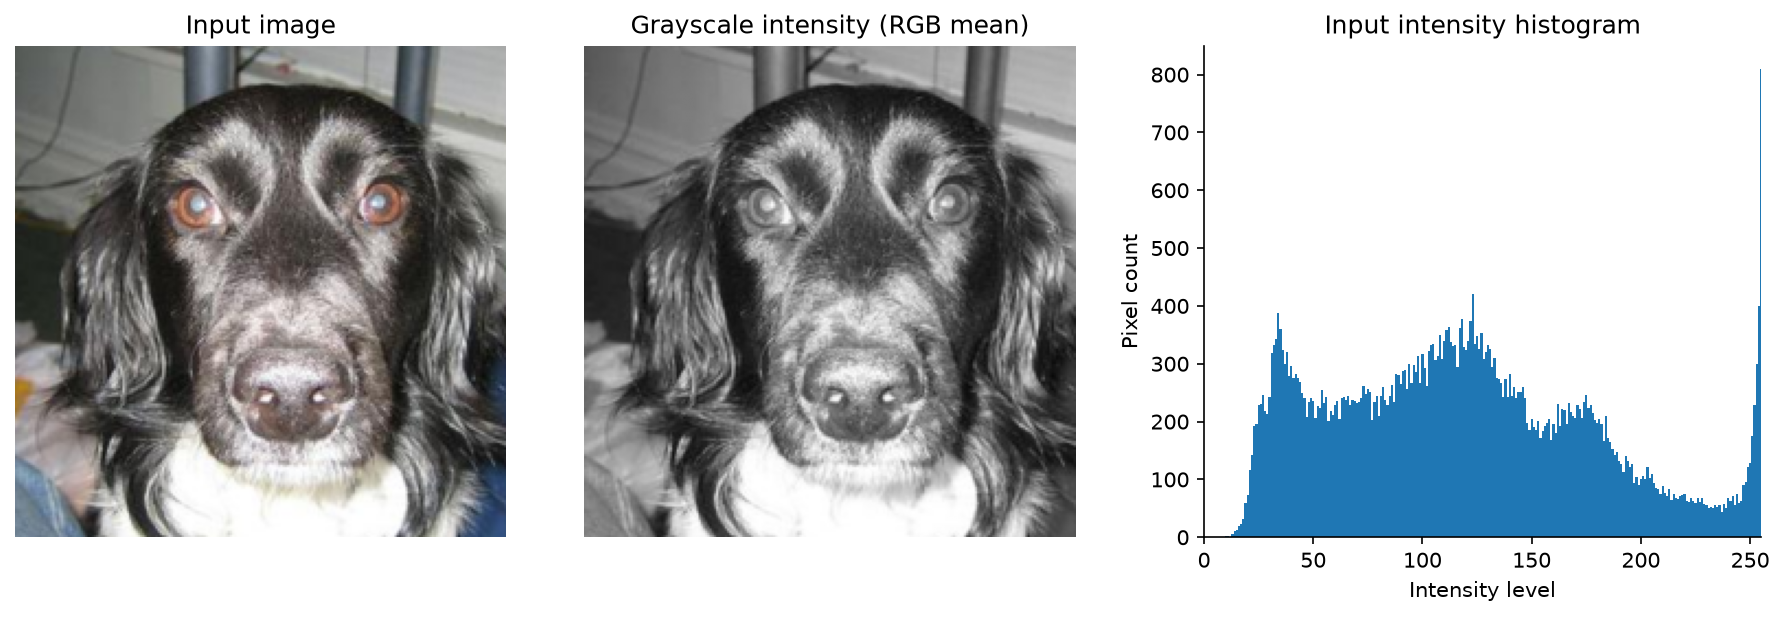 Input image
Grayscale intensity (RGB mean)
Input intensity histogram
Pixel count
800
700
600
500
400
300
200
100
0
0 50 100 150 200 250
Intensity level